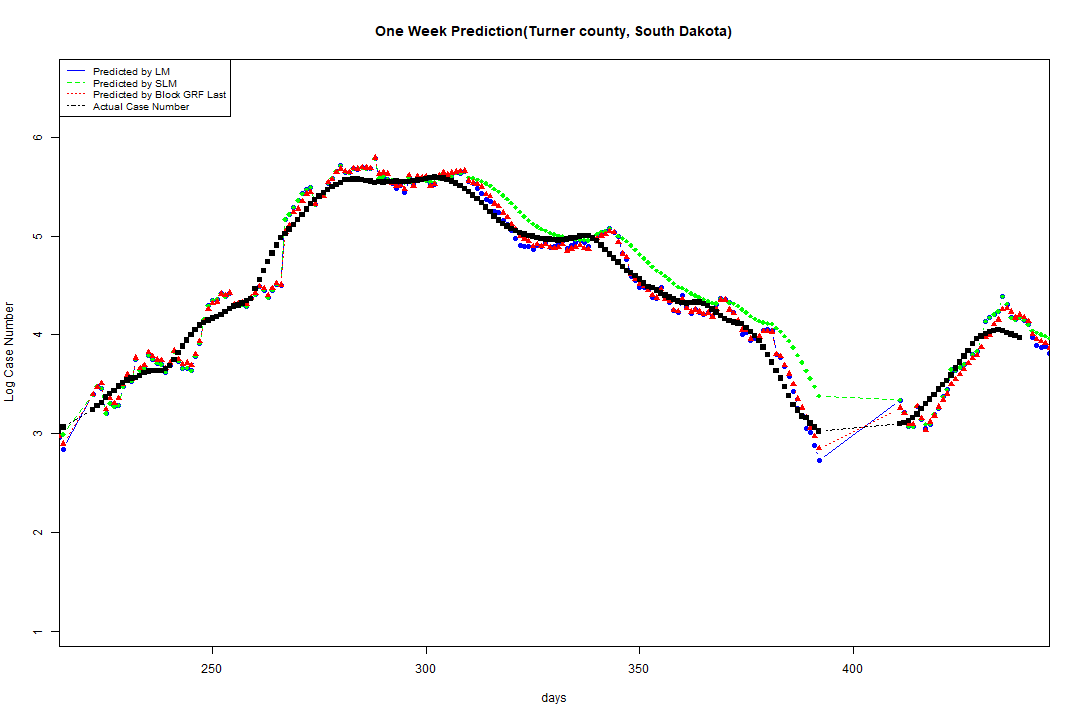 One Week Prediction(Turner county, South Dakota)
Predicted by LM
Predicted by SLM
Predicted by Block GRF Last
Actual Case Number
6
5
4
3
2
1
Log Case Number
250 300 350 400
days